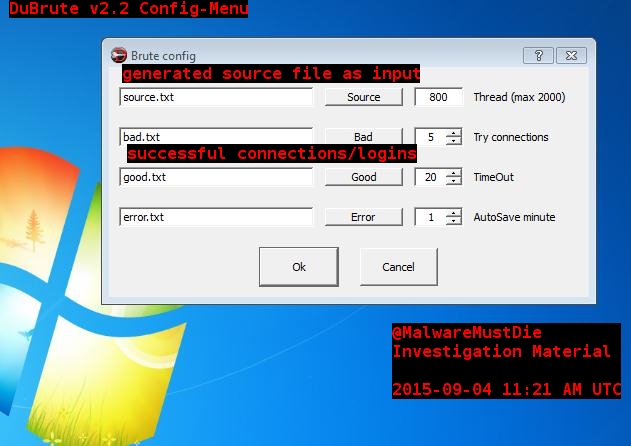 DuBrute v2.2 Config-Menu
Brute config
?
generated source file as input
source.txt Source 800 Thread (max 2000)
bad.txt Bad 5 Try connections
successful connections/logins
good.txt Good 20 TimeOut
error.txt Error 1 AutoSave minute
Ok Cancel
@MalwareMustDie
Investigation Material
2015-09-04 11:21 AM UTC